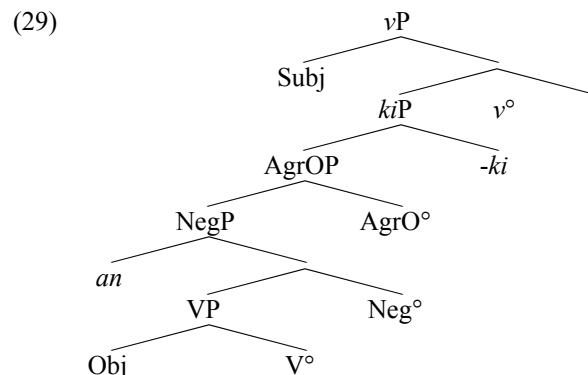 (29) vP
Subj
kiP v°
AgrOP -ki
NegP AgrO°
an
VP Neg°
Obj V°